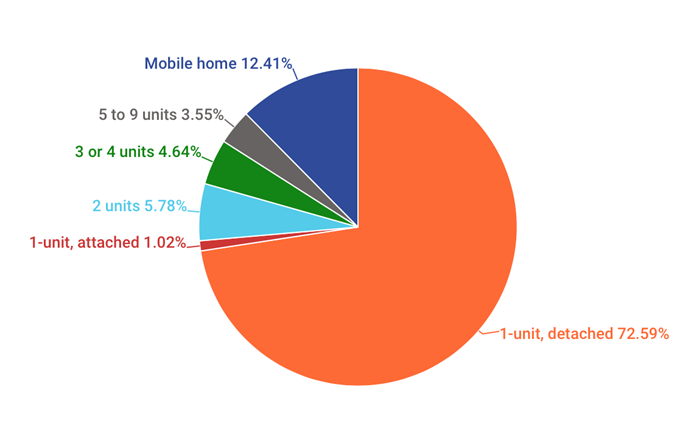 Mobile home 12.41%
5 to 9 units 3.55%
3 or 4 units 4.64%
2 units 5.78%
1-unit, attached 1.02%
1-unit, detached 72.59%